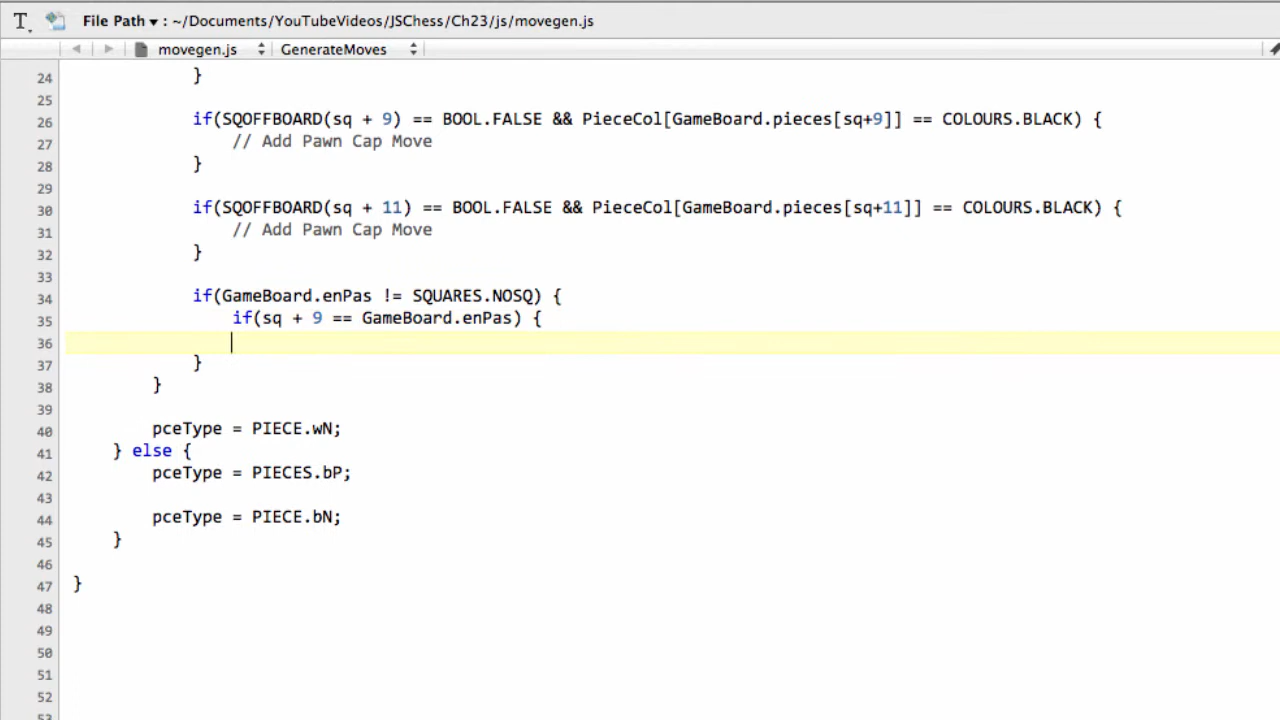 T File Path ▾ : ~/Documents/YouTubeVideos/JSChess/Ch23/js/movegen.js
movegen.js GenerateMoves
24 }
25
26 if(SQOFFBOARD(sq + 9) == BOOL.FALSE && PieceCol[GameBoard.pieces[sq+9]] == COLOURS.BLACK) {
27 // Add Pawn Cap Move
28 }
29
30 if(SQOFFBOARD(sq + 11) == BOOL.FALSE && PieceCol[GameBoard.pieces[sq+11]] == COLOURS.BLACK) {
31 // Add Pawn Cap Move
32 }
33
34 if(GameBoard.enPas != SQUARES.NOSQ) {
35 if(sq + 9 == GameBoard.enPas) {
36
37 }
38 }
39
40 pceType = PIECE.wN;
41 } else {
42 pceType = PIECES.bP;
43
44 pceType = PIECE.bN;
45 }
46
47 }
48
49
50
51
52
53